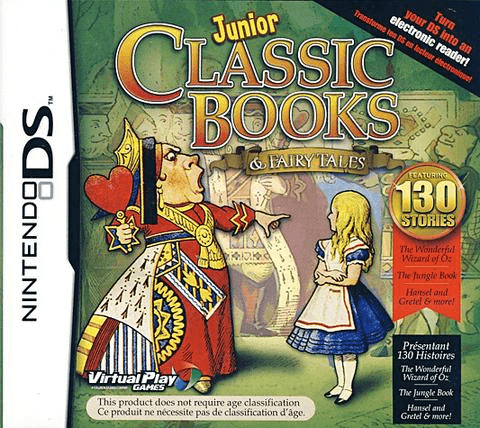 NINTENDO DS™
Junior
CLASSIC
BOOKS
& FAIRY TALES
Turn
your DS into an
electronic reader!
Transforme ton DS en lecteur électronique!
FEATURING
130
STORIES
The Wonderful
Wizard of Oz
The Jungle Book
Hansel and
Gretel & more!
Présentant
130 Histoires
The Wonderful
Wizard of Oz
The Jungle Book
Hansel and
Gretel & more!
Virtual Play
GAMES
This product does not require age classification
Ce produit ne nécessite pas de classification d'âge.